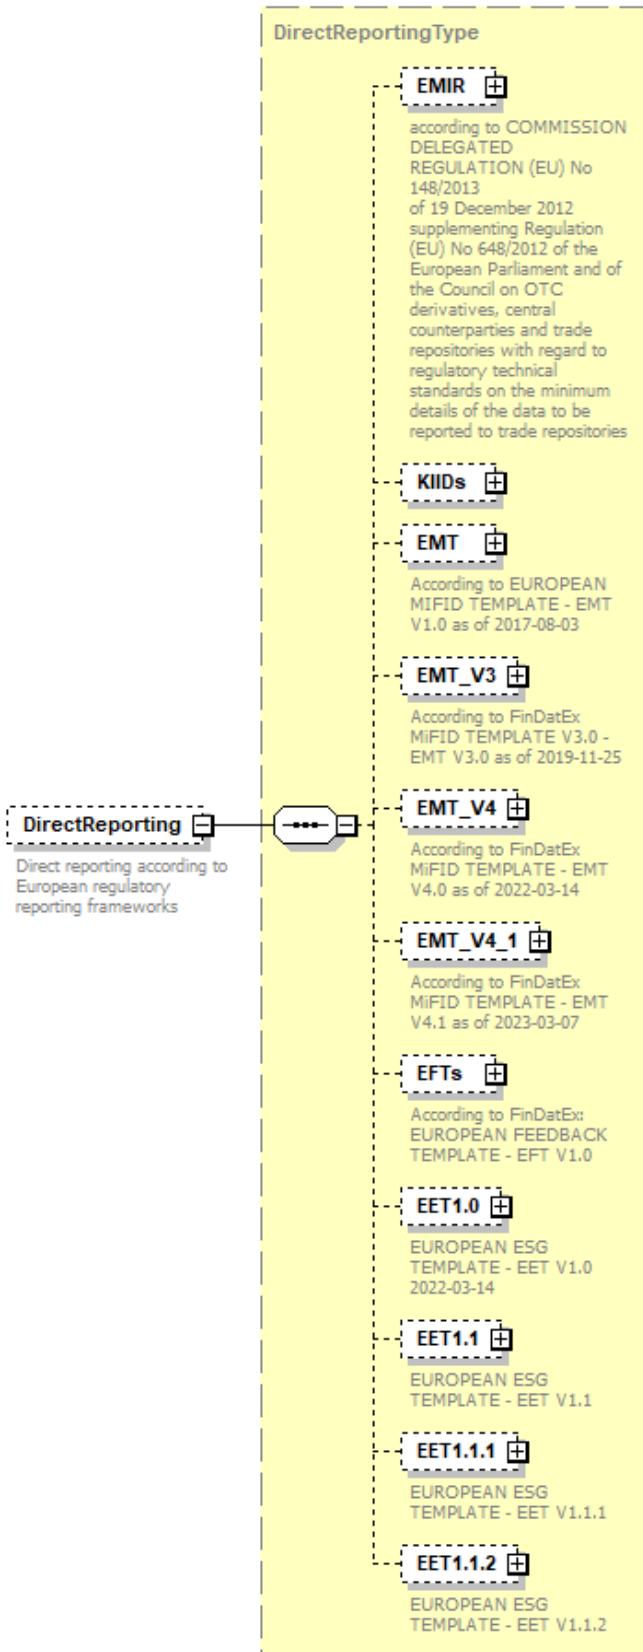 DirectReportingType
EMIR
according to COMMISSION
DELEGATED
REGULATION (EU) No
148/2013
of 19 December 2012
supplementing Regulation
(EU) No 648/2012 of the
European Parliament and of
the Council on OTC
derivatives, central
counterparties and trade
repositories with regard to
regulatory technical
standards on the minimum
details of the data to be
reported to trade repositories
KIIDs
EMT
According to EUROPEAN
MIFID TEMPLATE - EMT
V1.0 as of 2017-08-03
EMT_V3
According to FinDatEx
MiFID TEMPLATE V3.0 -
EMT V3.0 as of 2019-11-25
DirectReporting
Direct reporting according to
European regulatory
reporting frameworks
EMT_V4
According to FinDatEx
MiFID TEMPLATE - EMT
V4.0 as of 2022-03-14
EMT_V4_1
According to FinDatEx
MiFID TEMPLATE - EMT
V4.1 as of 2023-03-07
EFTs
According to FinDatEx:
EUROPEAN FEEDBACK
TEMPLATE - EFT V1.0
EET1.0
EUROPEAN ESG
TEMPLATE - EET V1.0
2022-03-14
EET1.1
EUROPEAN ESG
TEMPLATE - EET V1.1
EET1.1.1
EUROPEAN ESG
TEMPLATE - EET V1.1.1
EET1.1.2
EUROPEAN ESG
TEMPLATE - EET V1.1.2